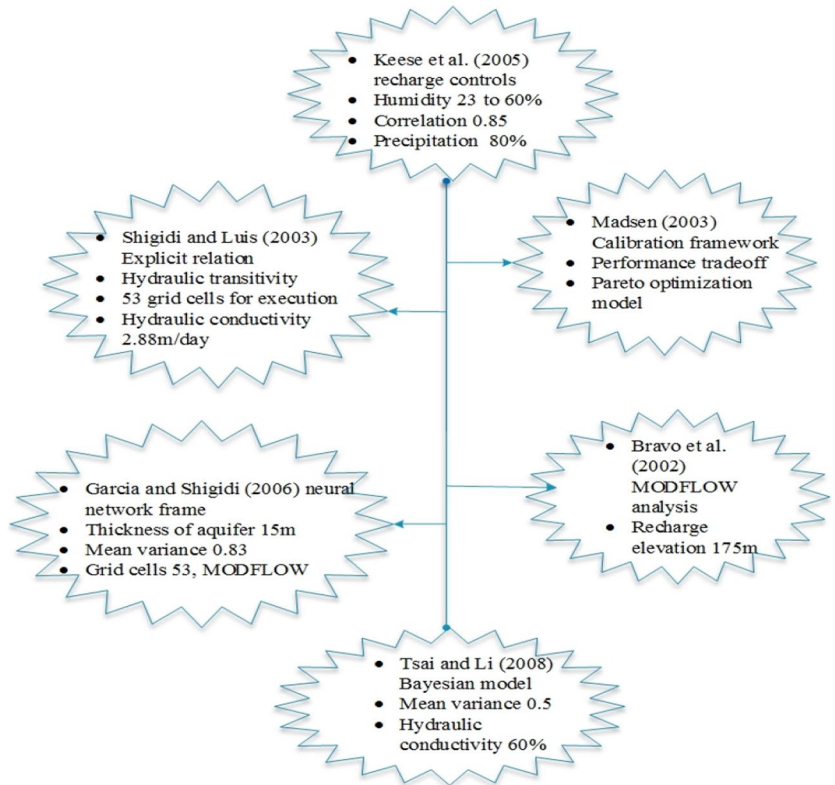 • Keese et al. (2005)
recharge controls
• Humidity 23 to 60%
• Correlation 0.85
• Precipitation 80%
• Shigidi and Luis (2003)
Explicit relation
• Hydraulic transitivity
• 53 grid cells for execution
• Hydraulic conductivity
2.88m/day
• Madsen (2003)
Calibration framework
• Performance tradeoff
• Pareto optimization
model
• Garcia and Shigidi (2006) neural
network frame
• Thickness of aquifer 15m
• Mean variance 0.83
• Grid cells 53, MODFLOW
• Bravo et al.
(2002)
MODFLOW
analysis
• Recharge
elevation 175m
• Tsai and Li (2008)
Bayesian model
• Mean variance 0.5
• Hydraulic
conductivity 60%